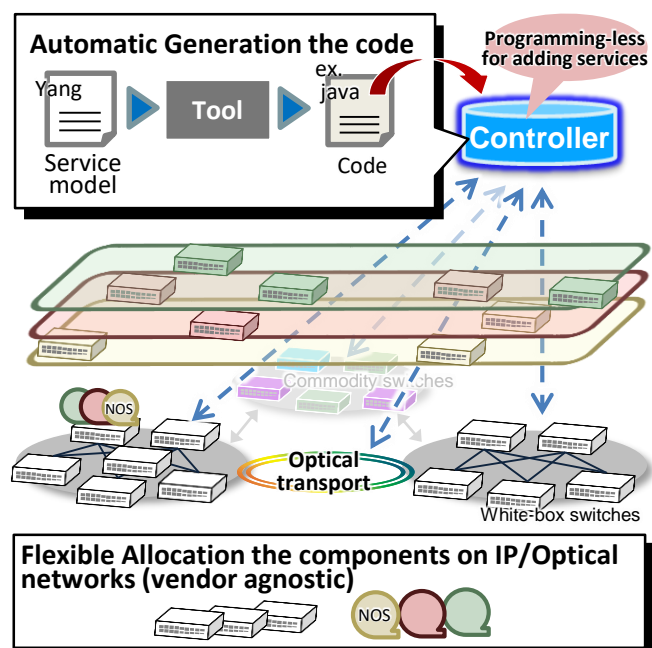 Automatic Generation the code
Programming-less
for adding services
Yang
Tool
ex.
java
Controller
Service
model
Code
Commodity switches
NOS
Optical
transport
White-box switches
Flexible Allocation the components on IP/Optical
networks (vendor agnostic)
NOS